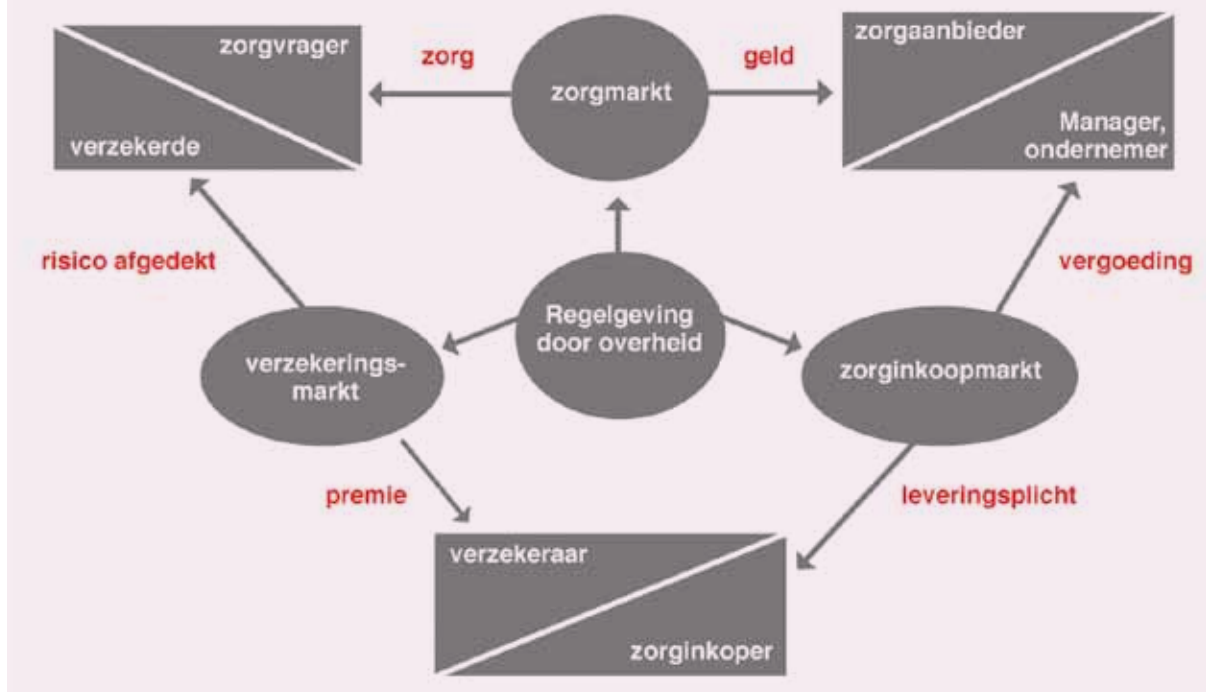 zorgvrager
verzekerde
zorg
zorgmarkt
geld
zorgaanbieder
Manager,
ondernemer
risico afgedekt
Regelgeving
door overheid
vergoeding
verzekerings-
markt
zorginkoopmarkt
premie
leveringsplicht
verzekeraar
zorginkoper